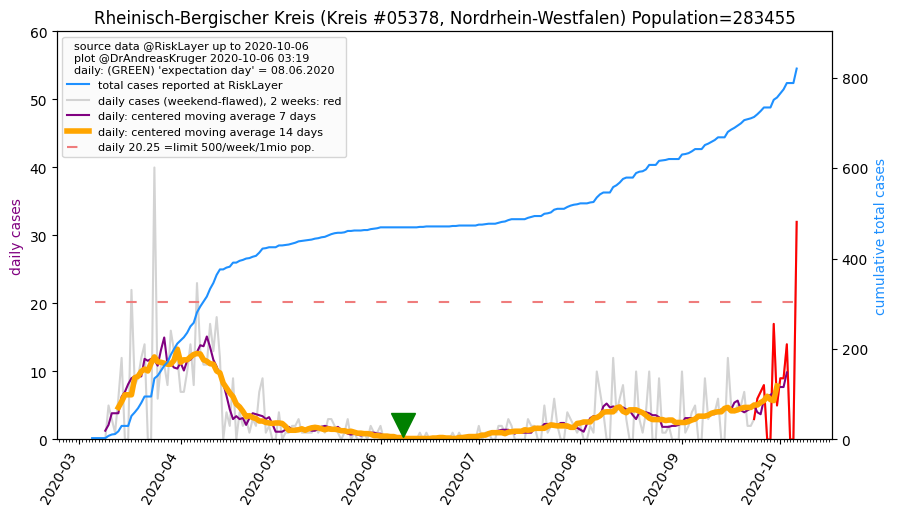 Rheinisch-Bergischer Kreis (Kreis #05378, Nordrhein-Westfalen) Population=283455
source data @RiskLayer up to 2020-10-06
plot @DrAndreasKruger 2020-10-06 03:19
daily: (GREEN) 'expectation day' = 08.06.2020
total cases reported at RiskLayer
daily cases (weekend-flawed), 2 weeks: red
daily: centered moving average 7 days
daily: centered moving average 14 days
daily 20.25 =limit 500/week/1mio pop.
daily cases
60
50
40
30
20
10
0
cumulative total cases
800
600
400
200
0
2020-03
2020-04
2020-05
2020-06
2020-07
2020-08
2020-09
2020-10